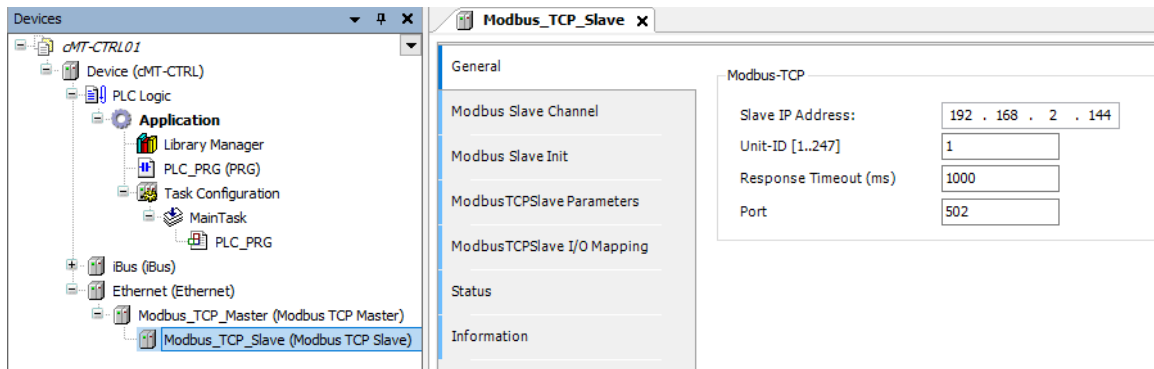 Devices
cMT-CTRL01
Device (cMT-CTRL)
PLC Logic
Application
Library Manager
PLC_PRG (PRG)
Task Configuration
MainTask
PLC_PRG
iBus (iBus)
Ethernet (Ethernet)
Modbus_TCP_Master (Modbus TCP Master)
Modbus_TCP_Slave (Modbus TCP Slave)
Modbus_TCP_Slave X
General
Modbus Slave Channel
Modbus Slave Init
ModbusTCPSlave Parameters
ModbusTCPSlave I/O Mapping
Status
Information
Modbus-TCP
Slave IP Address: 192 . 168 . 2 . 144
Unit-ID [1..247] 1
Response Timeout (ms) 1000
Port 502